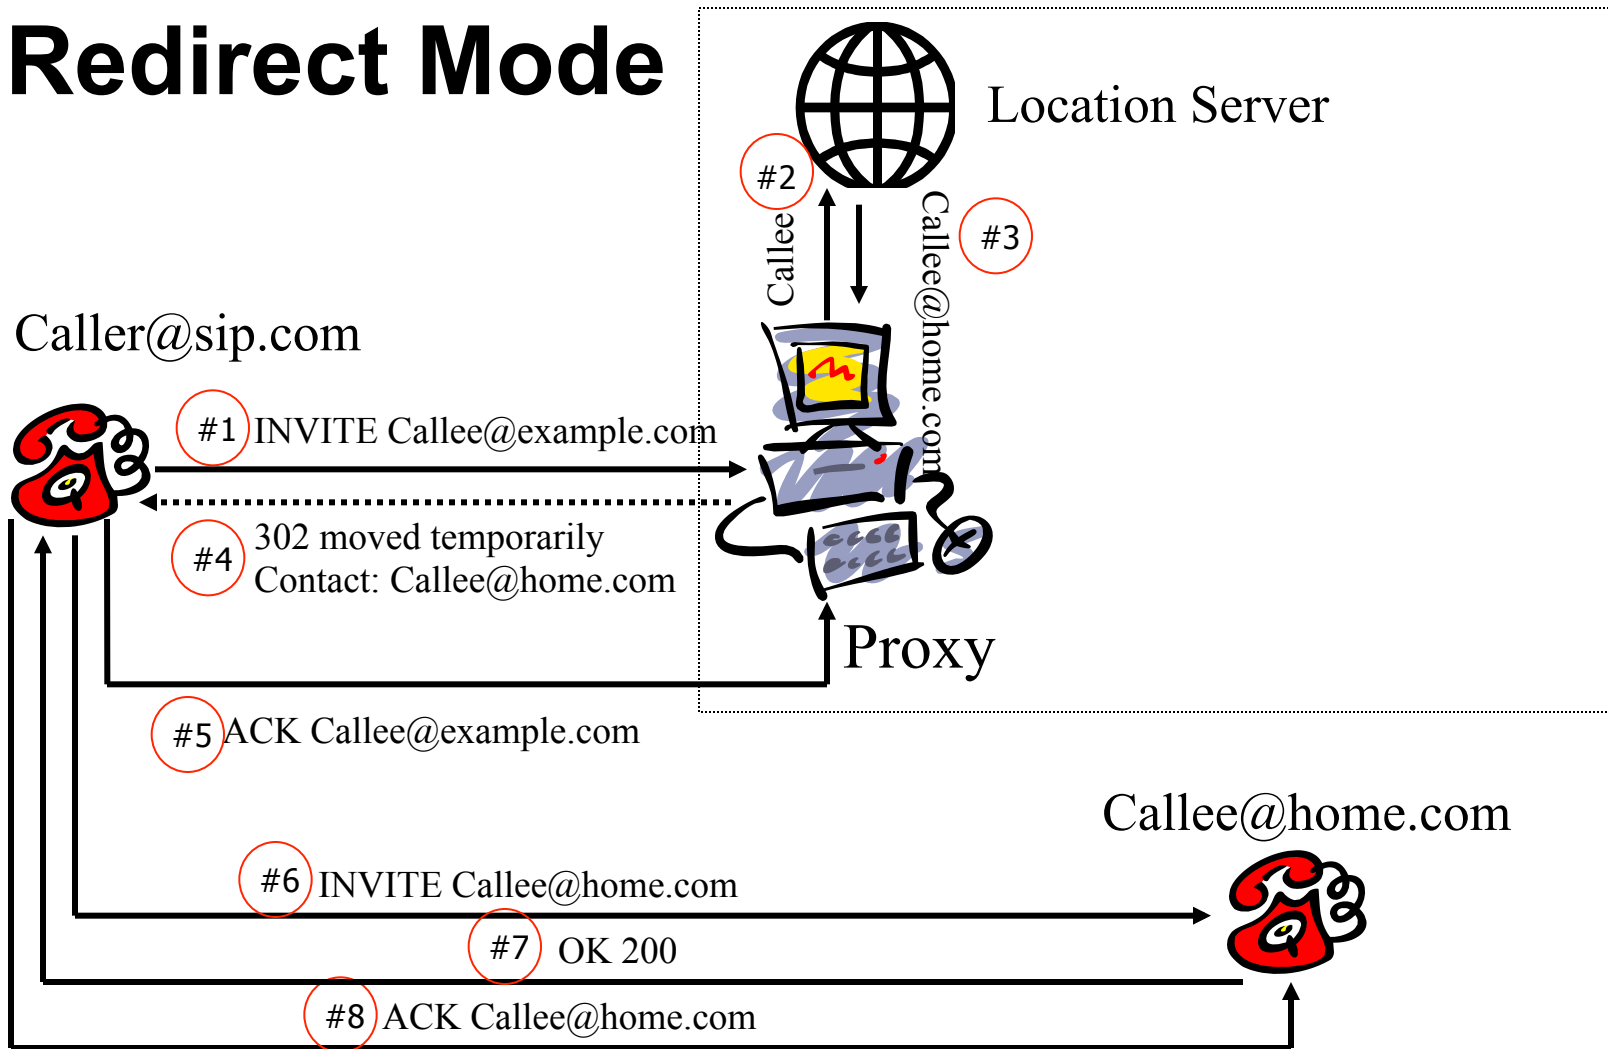 Redirect Mode
Location Server
#2
Callee
Callee@home.com
#3
Caller@sip.com
#1 INVITE Callee@example.com
#4 302 moved temporarily
Contact: Callee@home.com
Proxy
#5 ACK Callee@example.com
Callee@home.com
#6 INVITE Callee@home.com
#7 OK 200
#8 ACK Callee@home.com